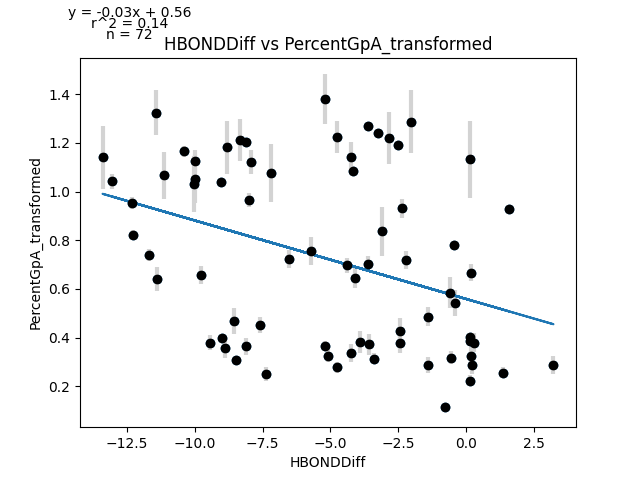 y = -0.03x + 0.56
r^2 = 0.14
n = 72
HBONDDiff vs PercentGpA_transformed
PercentGpA_transformed
1.4
1.2
1.0
0.8
0.6
0.4
0.2
−12.5 −10.0 −7.5 −5.0 −2.5 0.0 2.5
HBONDDiff